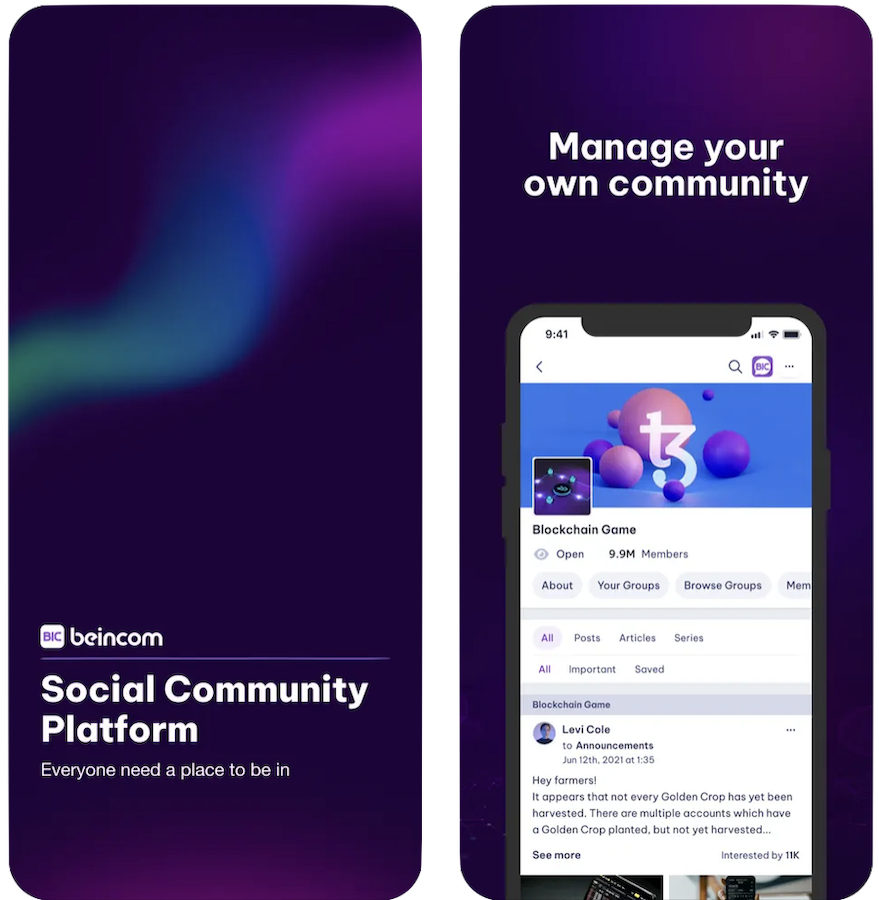 BIC beincom
Social Community
Platform
Everyone need a place to be in
Manage your
own community
9:41
BIC
Blockchain Game
Open 9.9M Members
About Your Groups Browse Groups Mem
All Posts Articles Series
All Important Saved
Blockchain Game
Levi Cole
to Announcements
Jun 12th, 2021 at 1:35
Hey farmers!
It appears that not every Golden Crop has yet been
harvested. There are multiple accounts which have
a Golden Crop planted, but not yet harvested...
See more Interested by 11K